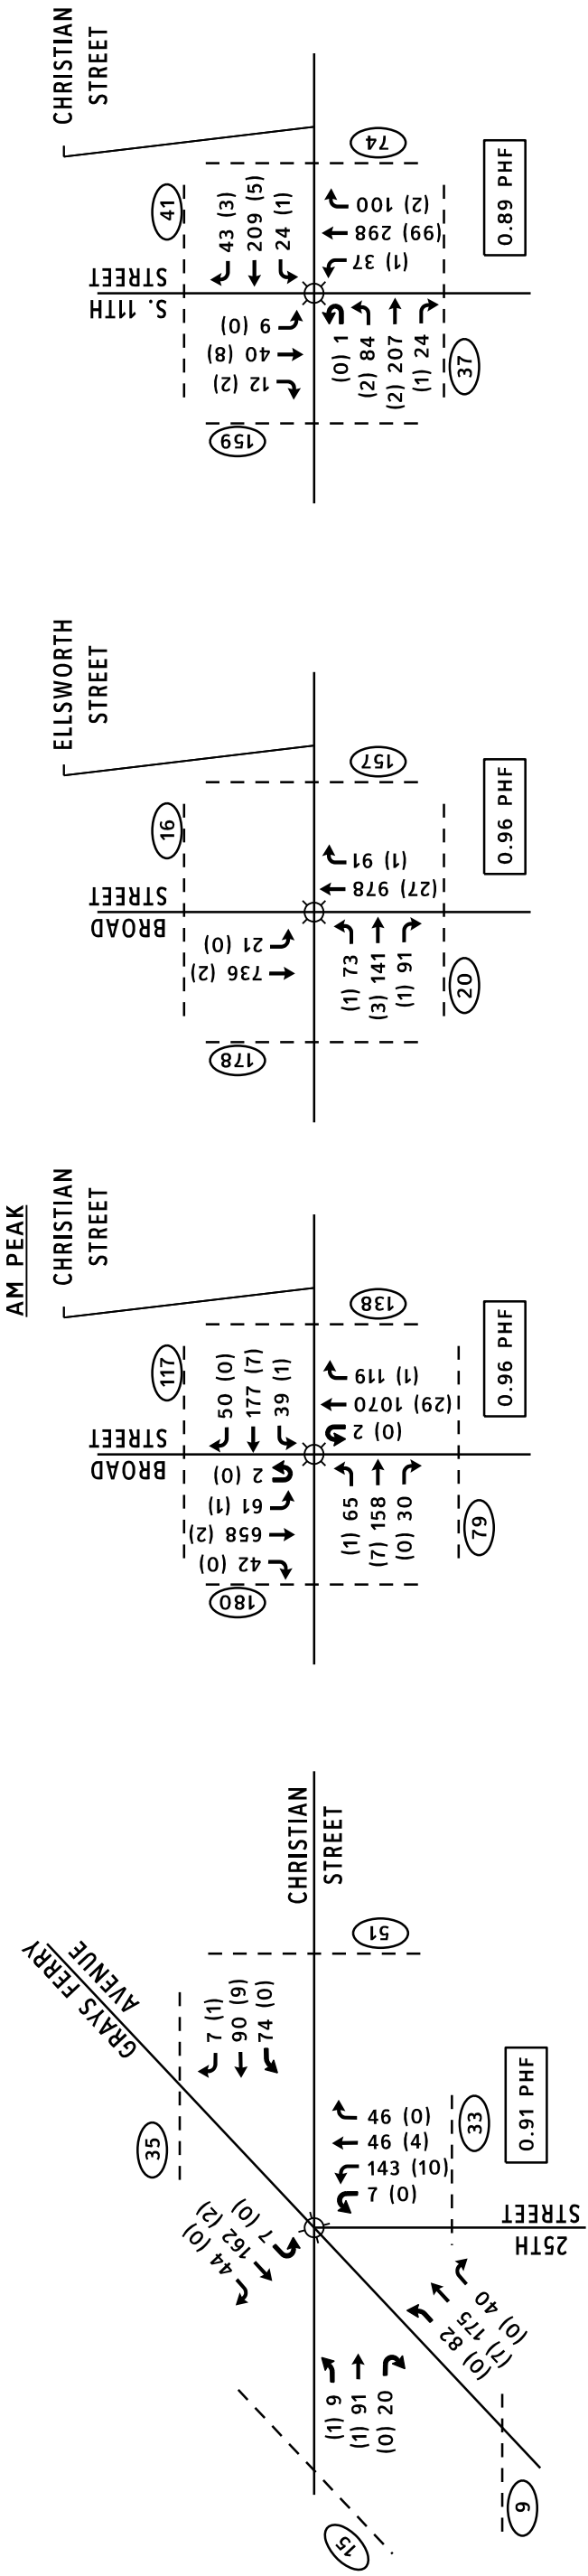 AM PEAK
CHRISTIAN
STREET
S. 11TH
STREET
41
43 (3)
209 (5)
24 (1)
74
(2) 100
(99) 298
(1) 37
9 (0)
40 (8)
12 (2)
159
(0) 1
(2) 84
(2) 207
(1) 24
37
0.89 PHF
ELLSWORTH
STREET
BROAD
STREET
16
157
(1) 91
(27) 978
21 (0)
736 (2)
178
(1) 73
(3) 141
(1) 91
20
0.96 PHF
CHRISTIAN
STREET
BROAD
STREET
117
50 (0)
177 (7)
39 (1)
138
(1) 119
(29) 1070
(0) 2
2 (0)
61 (1)
658 (2)
42 (0)
180
(1) 65
(7) 158
(0) 30
79
0.96 PHF
CHRISTIAN
STREET
GRAYS FERRY
AVENUE
25TH
STREET
51
7 (1)
90 (9)
74 (0)
35
46 (0)
46 (4)
143 (10)
7 (0)
33
0.91 PHF
7 (0)
162 (2)
44 (0)
(1) 9
(1) 91
(0) 20
(0) 82
(7) 175
(0) 40
15
9